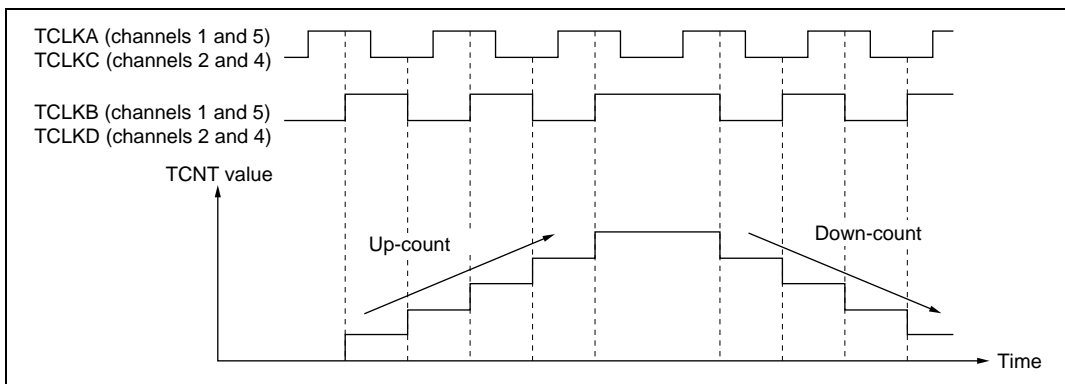 TCLKA (channels 1 and 5)
TCLKC (channels 2 and 4)
TCLKB (channels 1 and 5)
TCLKD (channels 2 and 4)
TCNT value
Up-count
Down-count
Time